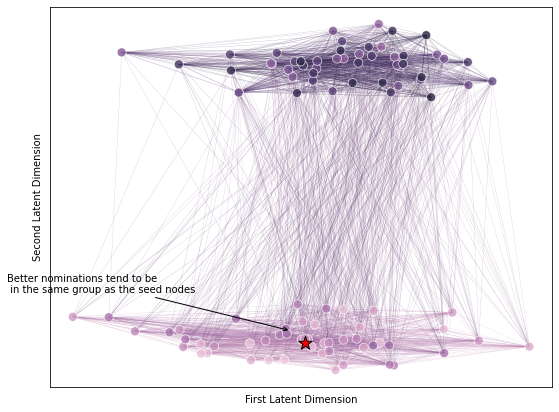 Second Latent Dimension
Better nominations tend to be
in the same group as the seed nodes
First Latent Dimension